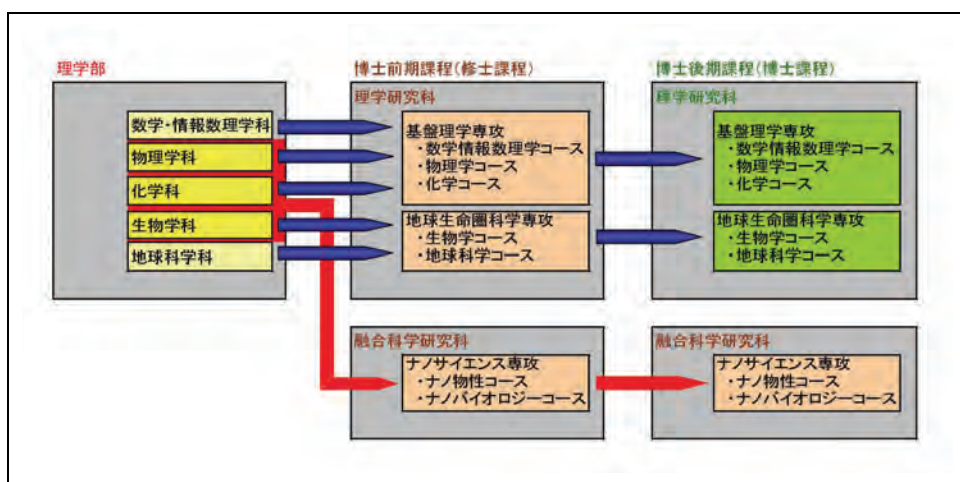 理学部
数学・情報数理学科
物理学科
化学科
生物学科
地球科学科
博士前期課程(修士課程)
理学研究科
基盤理学専攻
・数学情報数理学コース
・物理学コース
・化学コース
地球生命圏科学専攻
・生物学コース
・地球科学コース
融合科学研究科
ナノサイエンス専攻
・ナノ物性コース
・ナノバイオロジーコース
博士後期課程(博士課程)
理学研究科
基盤理学専攻
・数学情報数理学コース
・物理学コース
・化学コース
地球生命圏科学専攻
・生物学コース
・地球科学コース
融合科学研究科
ナノサイエンス専攻
・ナノ物性コース
・ナノバイオロジーコース